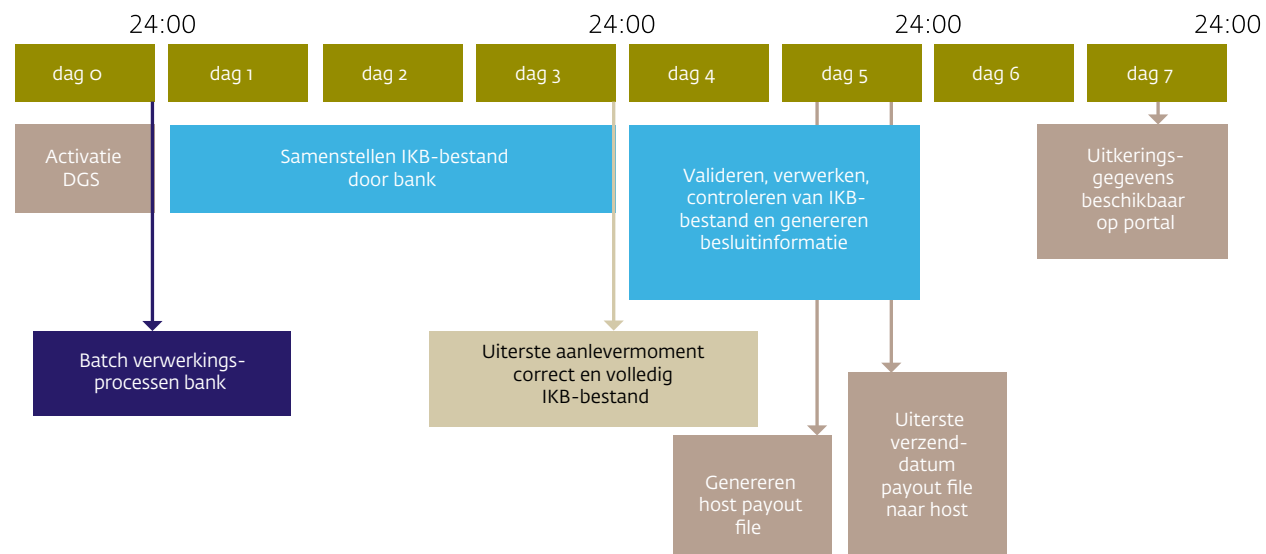 24:00
24:00
24:00
24:00
dag 0
dag 1
dag 2
dag 3
dag 4
dag 5
dag 6
dag 7
Activatie
DGS
Samenstellen IKB-bestand
door bank
Valideren, verwerken,
controleren van IKB-
bestand en genereren
besluitinformatie
Uitkerings-
gegevens
beschikbaar
op portal
Batch verwerkings-
processen bank
Uiterste aanlevermoment
correct en volledig
IKB-bestand
Genereren
host payout
file
Uiterste
verzend-
datum
payout file
naar host